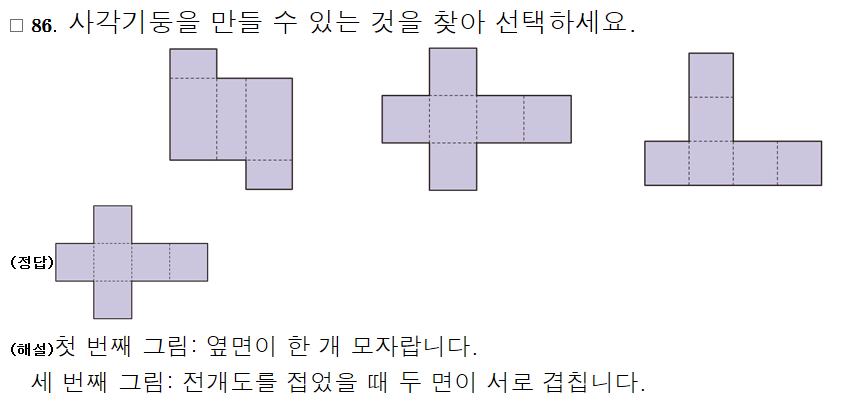 □ 86. 사각기둥을 만들 수 있는 것을 찾아 선택하세요.
(정답)
(해설)첫 번째 그림: 옆면이 한 개 모자랍니다.
세 번째 그림: 전개도를 접었을 때 두 면이 서로 겹칩니다.